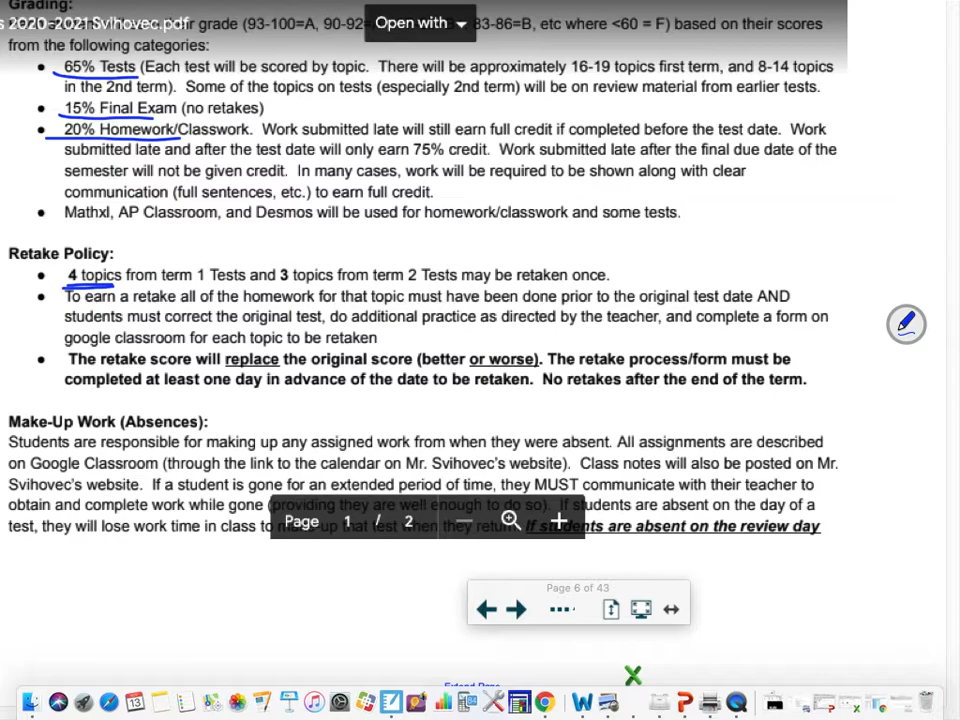 Grading:
s 2020-2021 Svihovec.pdf
Open with
grade (93-100=A, 90-92= 83-86=B, etc where <60 = F) based on their scores
from the following categories:
● 65% Tests (Each test will be scored by topic. There will be approximately 16-19 topics first term, and 8-14 topics
in the 2nd term). Some of the topics on tests (especially 2nd term) will be on review material from earlier tests.
● 15% Final Exam (no retakes)
● 20% Homework/Classwork. Work submitted late will still earn full credit if completed before the test date. Work
submitted late and after the test date will only earn 75% credit. Work submitted late after the final due date of the
semester will not be given credit. In many cases, work will be required to be shown along with clear
communication (full sentences, etc.) to earn full credit.
● Mathxl, AP Classroom, and Desmos will be used for homework/classwork and some tests.
Retake Policy:
● 4 topics from term 1 Tests and 3 topics from term 2 Tests may be retaken once.
● To earn a retake all of the homework for that topic must have been done prior to the original test date AND
students must correct the original test, do additional practice as directed by the teacher, and complete a form on
google classroom for each topic to be retaken
● The retake score will replace the original score (better or worse). The retake process/form must be
completed at least one day in advance of the date to be retaken. No retakes after the end of the term.
Make-Up Work (Absences):
Students are responsible for making up any assigned work from when they were absent. All assignments are described
on Google Classroom (through the link to the calendar on Mr. Svihovec's website). Class notes will also be posted on Mr.
Svihovec's website. If a student is gone for an extended period of time, they MUST communicate with their teacher to
obtain and complete work while gone (providing they are well enough to do so). If students are absent on the day of a
test, they will lose work time in class to make up that test when they return. If students are absent on the review day
Page 1 / 2
Page 6 of 43
Extend Page
13